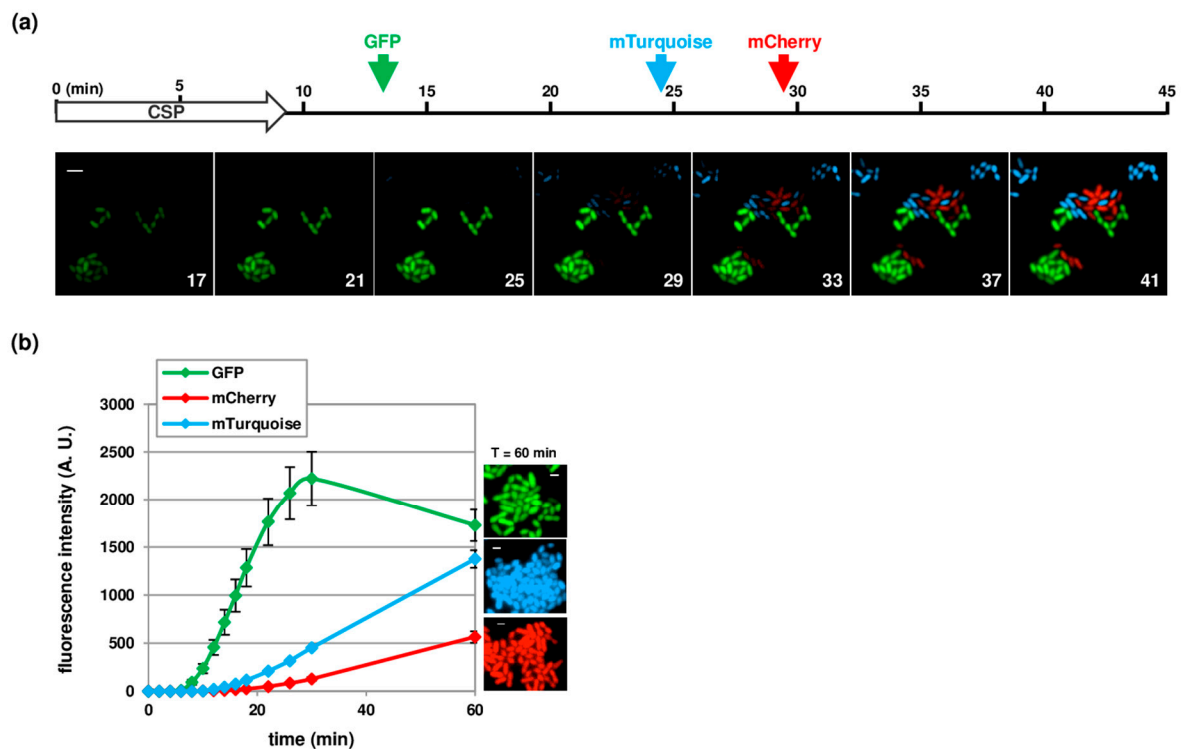 (a)
GFP
mTurquoise
mCherry
0 (min) 5 10 15 20 25 30 35 40 45
CSP
17 21 25 29 33 37 41
(b)
GFP
mCherry
mTurquoise
3000
2500
2000
1500
1000
500
0
fluorescence intensity (A. U.)
0 20 40 60
time (min)
T = 60 min